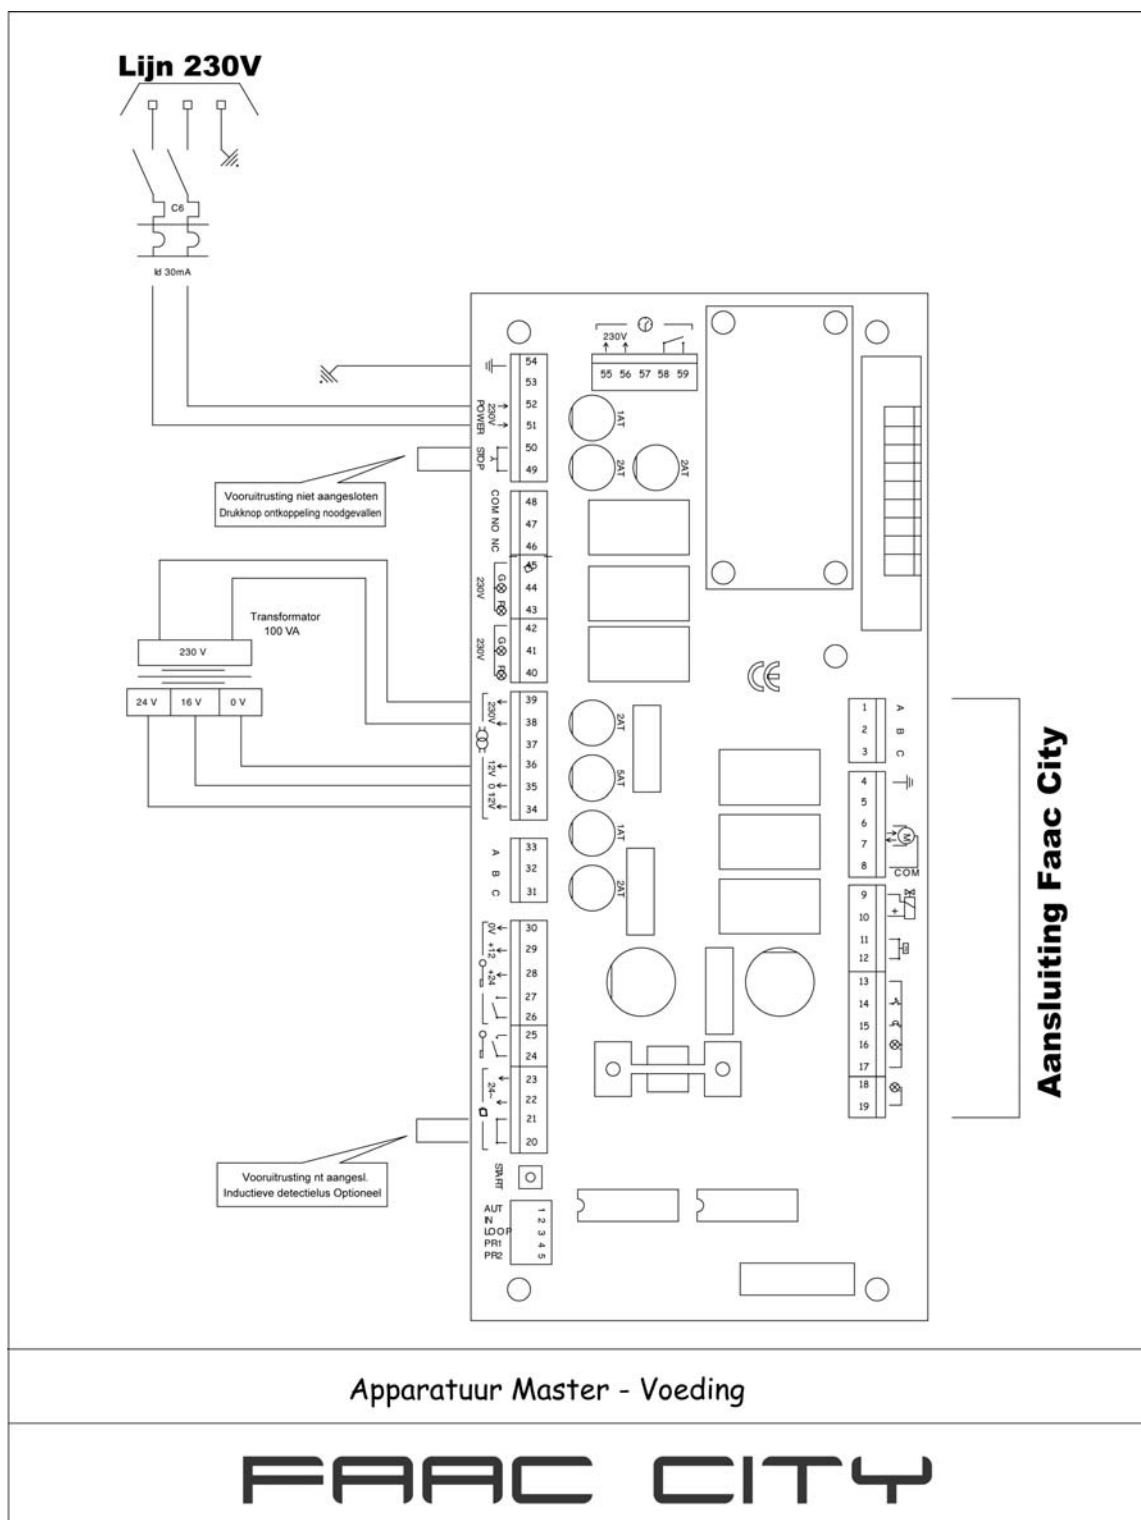 Lijn 230V
C6
Id 30mA
230V
55 56 57 58 59
54
53
52
51
50
49
230V
POWER
STOP
1AT
2AT
2AT
Vooruitrusting niet aangesloten
Drukknop ontkoppeling noodgevallen
48
47
46
COM NO NC
45
44
43
230V
G
R
42
41
40
230V
G
R
Transformator
100 VA
230 V
24 V 16 V 0 V
39
38
37
36
35
34
230V
12V 0 12V
2AT
5AT
1AT
2AT
33
32
31
A
B
C
30
29
28
27
26
0V
+12
+24
25
24
23
22
21
20
24~
Vooruitrusting nt aangesl.
Inductieve detectielus Optioneel
START
AUT 1
IN 2
LOOP 3
PR1 4
PR2 5
CE
1 A
2 B
3 C
4
5
6
7
8
M
COM
9
10
+
11
12
13
14
15
16
17
18
19
Aansluiting Faac City
Apparatuur Master - Voeding
FAAC CITY